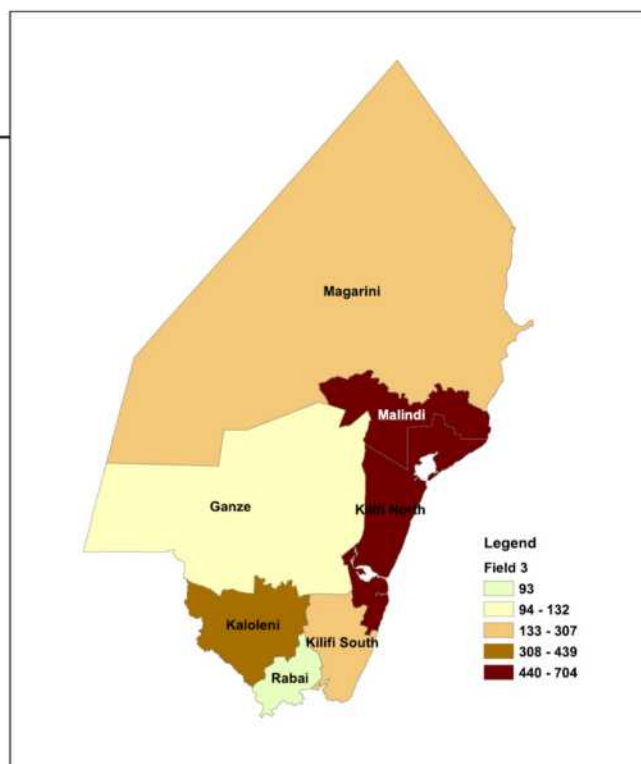 Magarini
Malindi
Ganze
Kilifi North
Kaloleni
Kilifi South
Rabai
Legend
Field 3
93
94 - 132
133 - 307
308 - 439
440 - 704